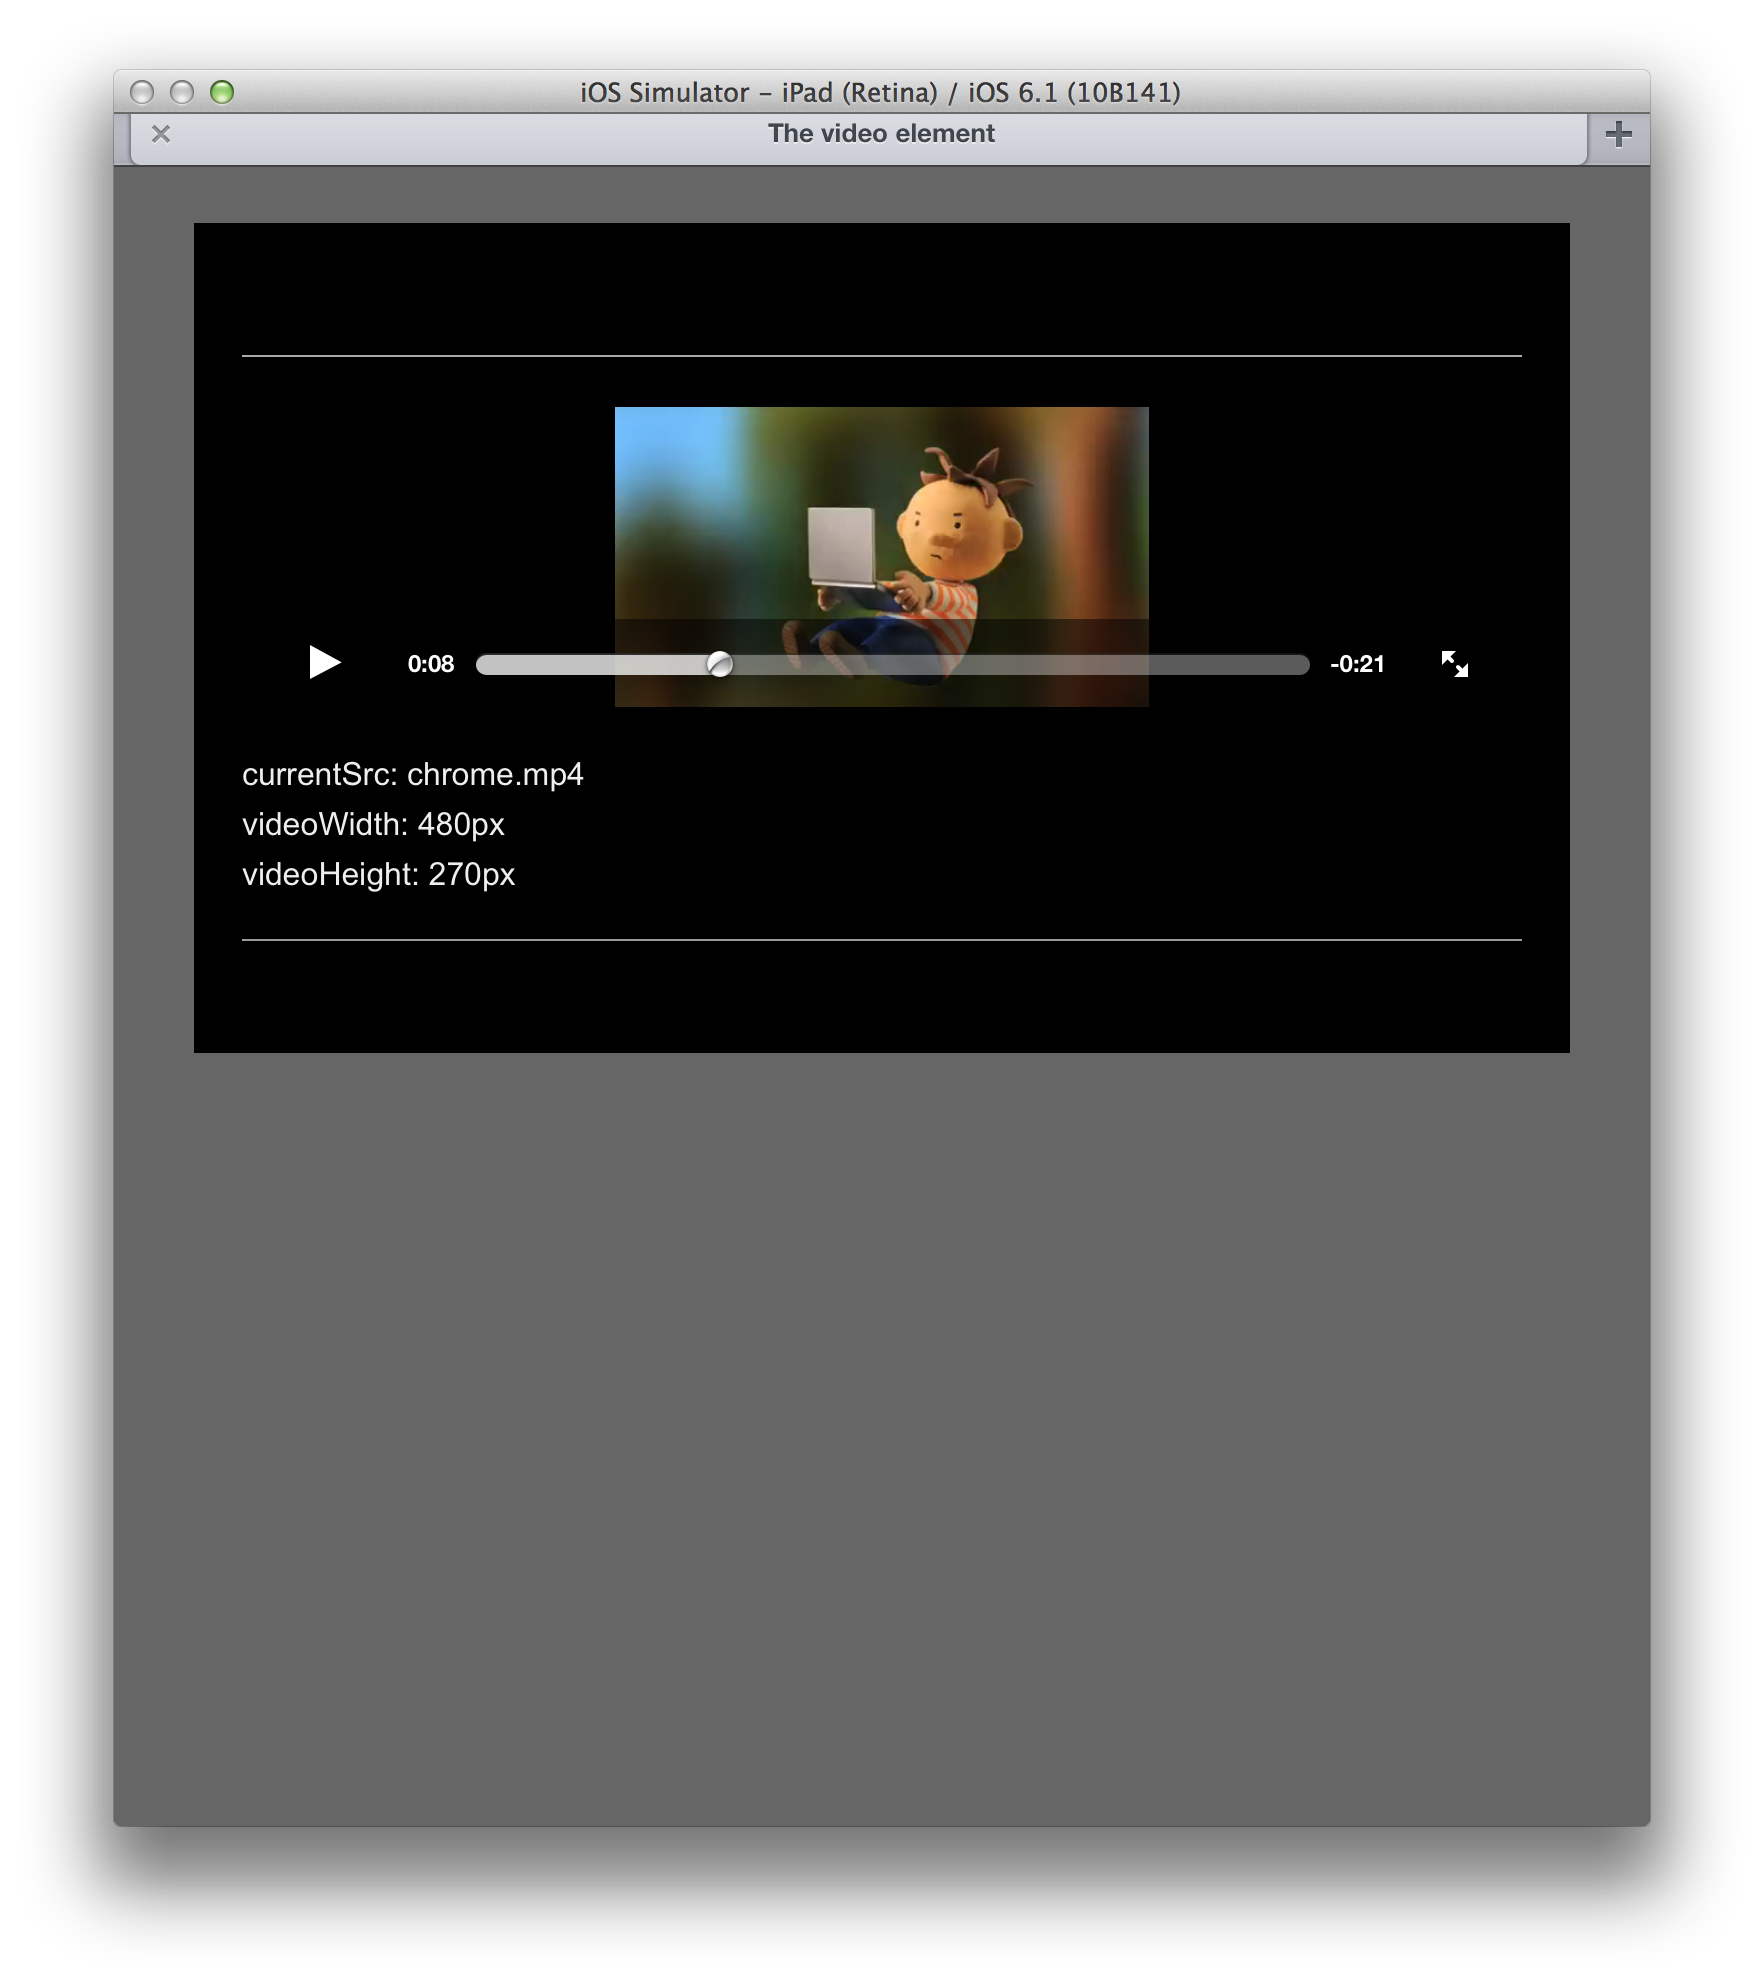 iOS Simulator – iPad (Retina) / iOS 6.1 (10B141)
The video element
0:08 -0:21
currentSrc: chrome.mp4
videoWidth: 480px
videoHeight: 270px